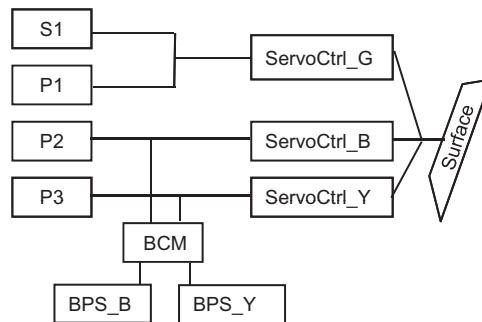 S1
ServoCtrl_G
P1
P2
ServoCtrl_B
Surface
P3
ServoCtrl_Y
BCM
BPS_B
BPS_Y